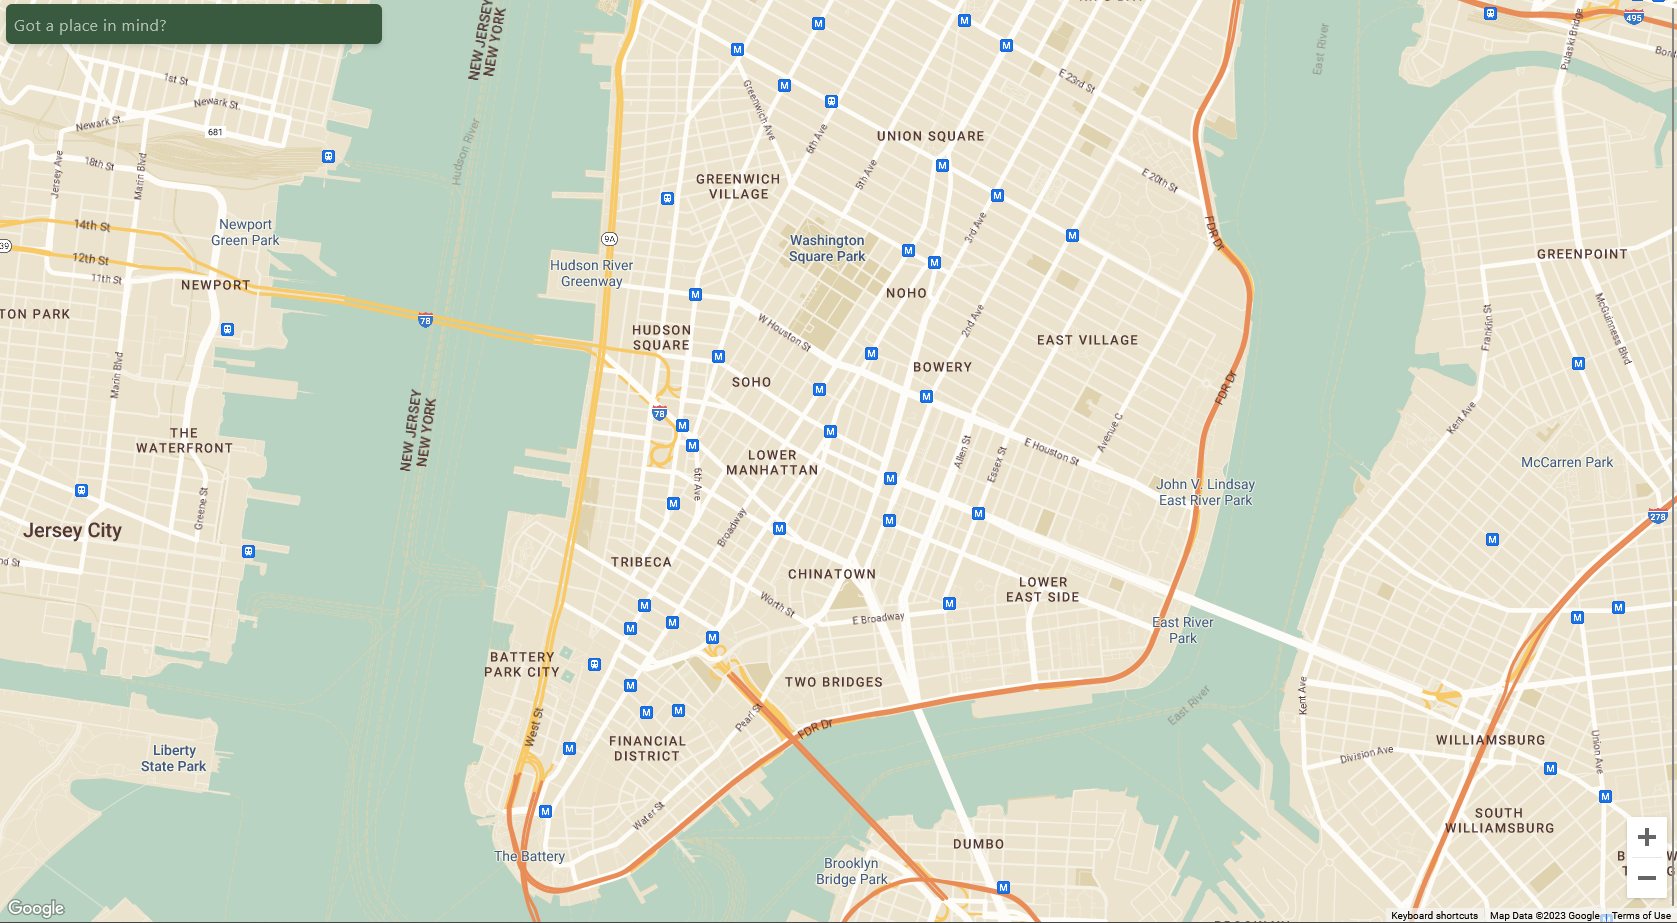 Got a place in mind?
NEW JERSEY
NEW YORK
Hudson River
East River
Pulaski Bridge
495
1st St
Newark St.
Newark St.
681
18th St
Jersey Ave
Marin Blvd
Greenwich Ave
6th Ave
5th Ave
E 23rd St
UNION SQUARE
E 20th St
GREENWICH
VILLAGE
14th St
12th St
11th St
39
Newport
Green Park
NEWPORT
9A
Hudson River
Greenway
Washington
Square Park
3rd Ave
FDR Dr
GREENPOINT
NOHO
TON PARK
78
HUDSON
SQUARE
W Houston St
2nd Ave
EAST VILLAGE
Franklin St
McGuinness Blvd
Marin Blvd
SOHO
BOWERY
FDR Dr
78
NEW JERSEY
NEW YORK
THE
WATERFRONT
LOWER
MANHATTAN
6th Ave
Allen St
Essex St
E Houston St
Avenue C
Kent Ave
McCarren Park
John V. Lindsay
East River Park
Greene St
Jersey City
Broadway
278
nd St
TRIBECA
CHINATOWN
LOWER
EAST SIDE
Worth St
E Broadway
East River
Park
BATTERY
PARK CITY
TWO BRIDGES
East River
Kent Ave
West St
Pearl St
FDR Dr
FINANCIAL
DISTRICT
WILLIAMSBURG
Division Ave
Union Ave
Liberty
State Park
Water St
SOUTH
WILLIAMSBURG
DUMBO
The Battery
Brooklyn
Bridge Park
Google
Keyboard shortcuts
Map Data ©2023 Google
Terms of Use